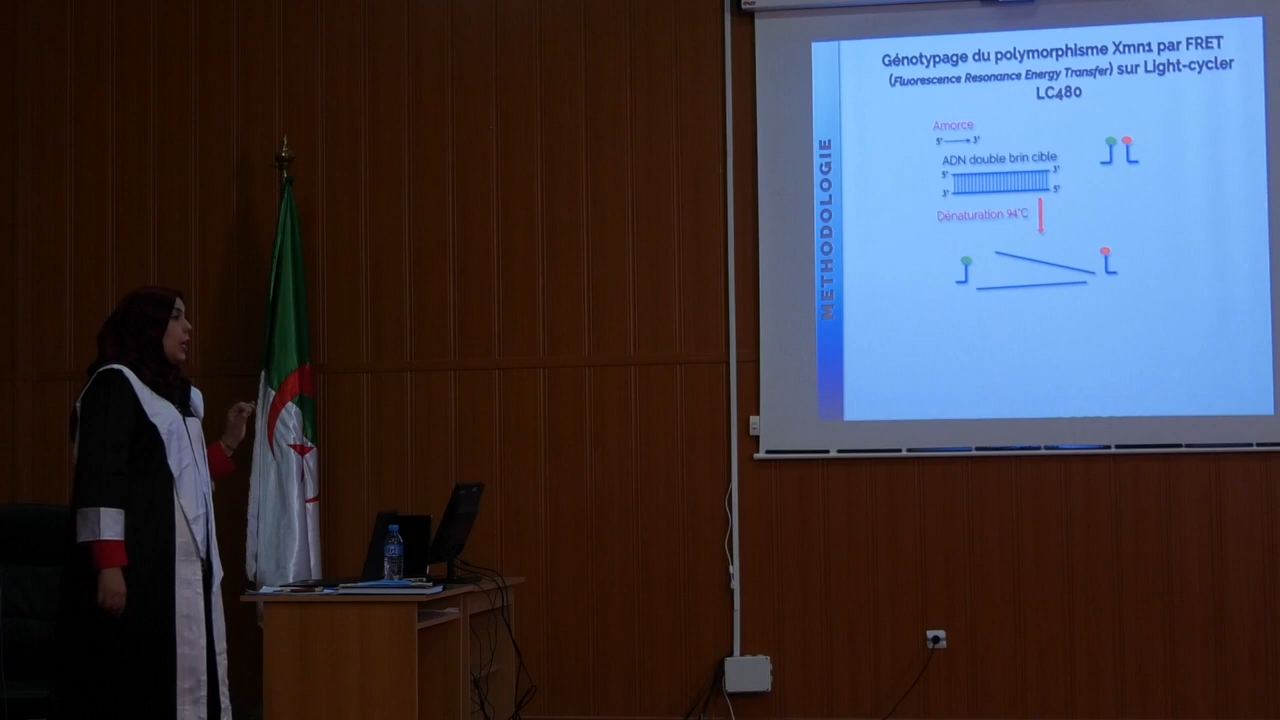 Génotypage du polymorphisme Xmn1 par FRET
(Fluorescence Resonance Energy Transfer) sur Light-cycler
LC480
METHODOLOGIE
Amorce
5' 3'
ADN double brin cible
5' 3'
3' 5'
Dénaturation 94°C